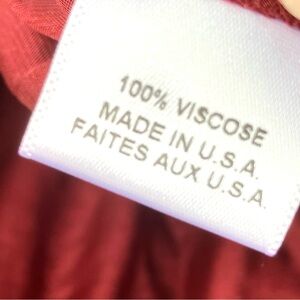 100% VISCOSE
MADE IN U.S.A.
FAITES AUX U.S.A.